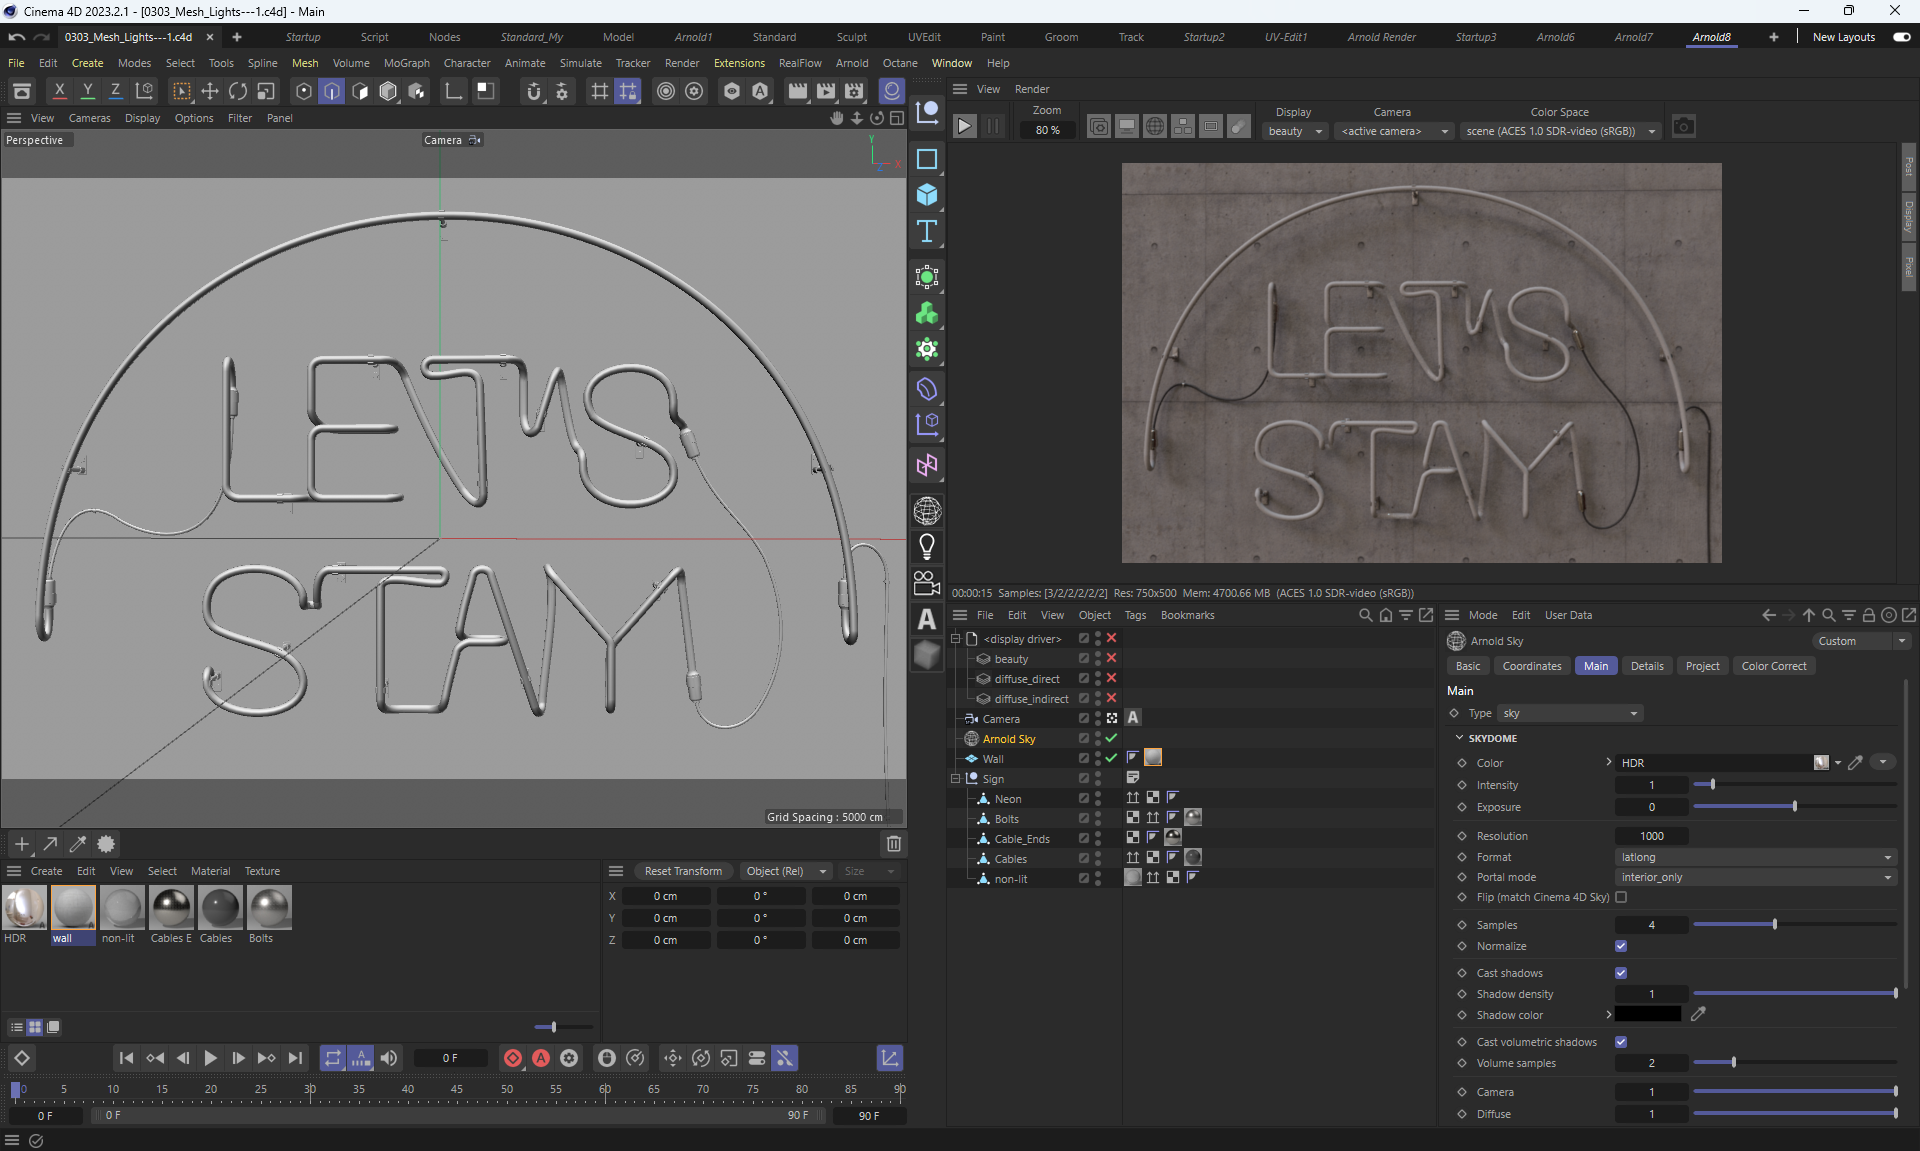 Cinema 4D 2023.2.1 - [0303_Mesh_Lights---1.c4d] - Main
0303_Mesh_Lights---1.c4d × + Startup Script Nodes Standard_My Model Arnold1 Standard Sculpt UVEdit Paint Groom Track Startup2 UV-Edit1 Arnold Render Startup3 Arnold6 Arnold7 Arnold8 + New Layouts
File Edit Create Modes Select Tools Spline Mesh Volume MoGraph Character Animate Simulate Tracker Render Extensions RealFlow Arnold Octane Window Help
X Y Z
View Cameras Display Options Filter Panel
Perspective
Camera
Y
X
Z
LET'S
STAY
Grid Spacing : 5000 cm
T
A
View Render
Zoom
80 %
Display
beauty
Camera
<active camera>
Color Space
scene (ACES 1.0 SDR-video (sRGB))
Post
Display
Pixel
LET'S
STAY
00:00:15 Samples: [3/2/2/2/2/2] Res: 750x500 Mem: 4700.66 MB (ACES 1.0 SDR-video (sRGB))
File Edit View Object Tags Bookmarks
<display driver>
beauty
diffuse_direct
diffuse_indirect
Camera A
Arnold Sky
Wall
Sign
Neon
Bolts
Cable_Ends
Cables
non-lit
Mode Edit User Data
Arnold Sky Custom
Basic Coordinates Main Details Project Color Correct
Main
Type sky
SKYDOME
Color HDR
Intensity 1
Exposure 0
Resolution 1000
Format latlong
Portal mode interior_only
Flip (match Cinema 4D Sky)
Samples 4
Normalize
Cast shadows
Shadow density 1
Shadow color
Cast volumetric shadows
Volume samples 2
Camera 1
Diffuse 1
Create Edit View Select Material Texture
HDR wall non-lit Cables E Cables Bolts
Reset Transform Object (Rel) Size
X 0 cm 0 ° 0 cm
Y 0 cm 0 ° 0 cm
Z 0 cm 0 ° 0 cm
0 F
0 5 10 15 20 25 30 35 40 45 50 55 60 65 70 75 80 85 90
0 F 0 F 90 F 90 F